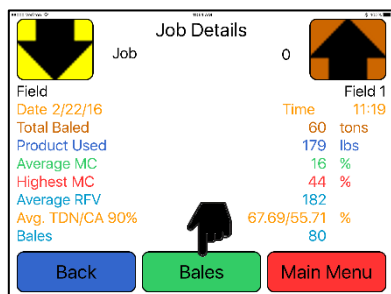 Job Details
Job 0
Field Field 1
Date 2/22/16 Time 11:19
Total Baled 60 tons
Product Used 179 lbs
Average MC 16 %
Highest MC 44 %
Average RFV 182
Avg. TDN/CA 90% 67.69/55.71 %
Bales 80
Back Bales Main Menu